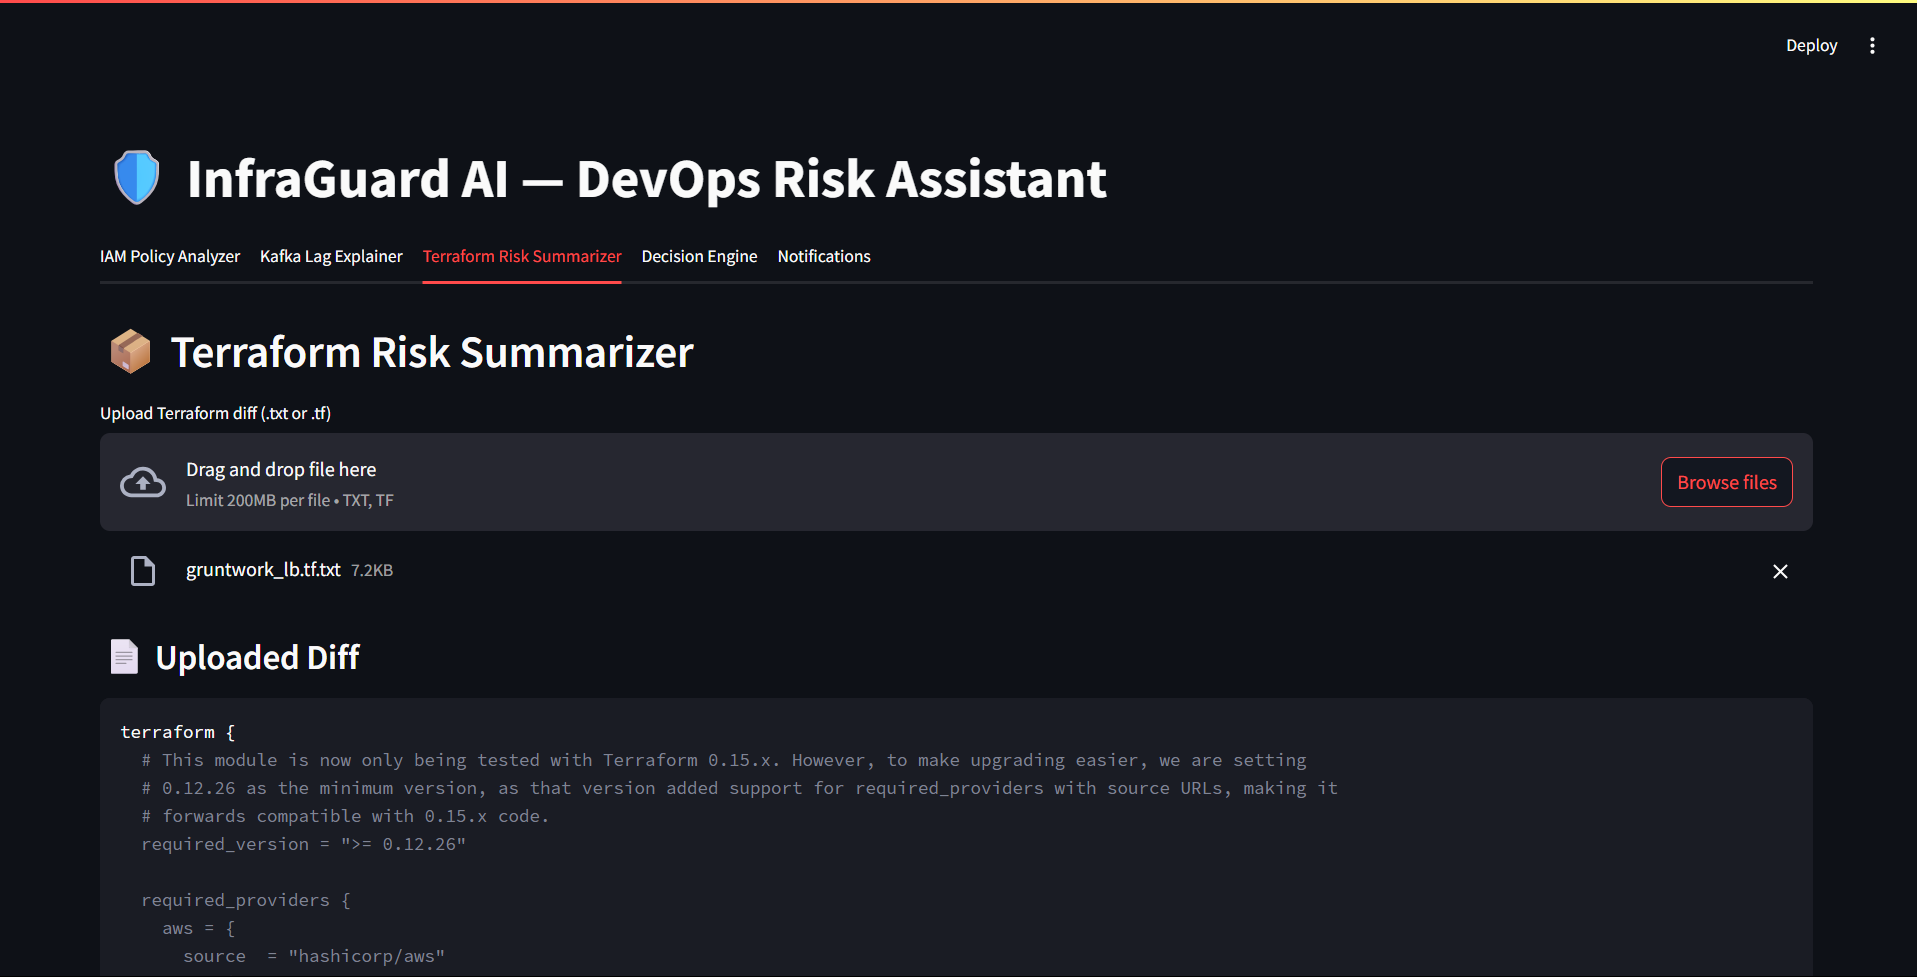 Deploy
InfraGuard AI — DevOps Risk Assistant
IAM Policy Analyzer Kafka Lag Explainer Terraform Risk Summarizer Decision Engine Notifications
Terraform Risk Summarizer
Upload Terraform diff (.txt or .tf)
Drag and drop file here
Limit 200MB per file • TXT, TF
Browse files
gruntwork_lb.tf.txt 7.2KB
Uploaded Diff
terraform {
  # This module is now only being tested with Terraform 0.15.x. However, to make upgrading easier, we are setting
  # 0.12.26 as the minimum version, as that version added support for required_providers with source URLs, making it
  # forwards compatible with 0.15.x code.
  required_version = ">= 0.12.26"
  required_providers {
    aws = {
      source  = "hashicorp/aws"